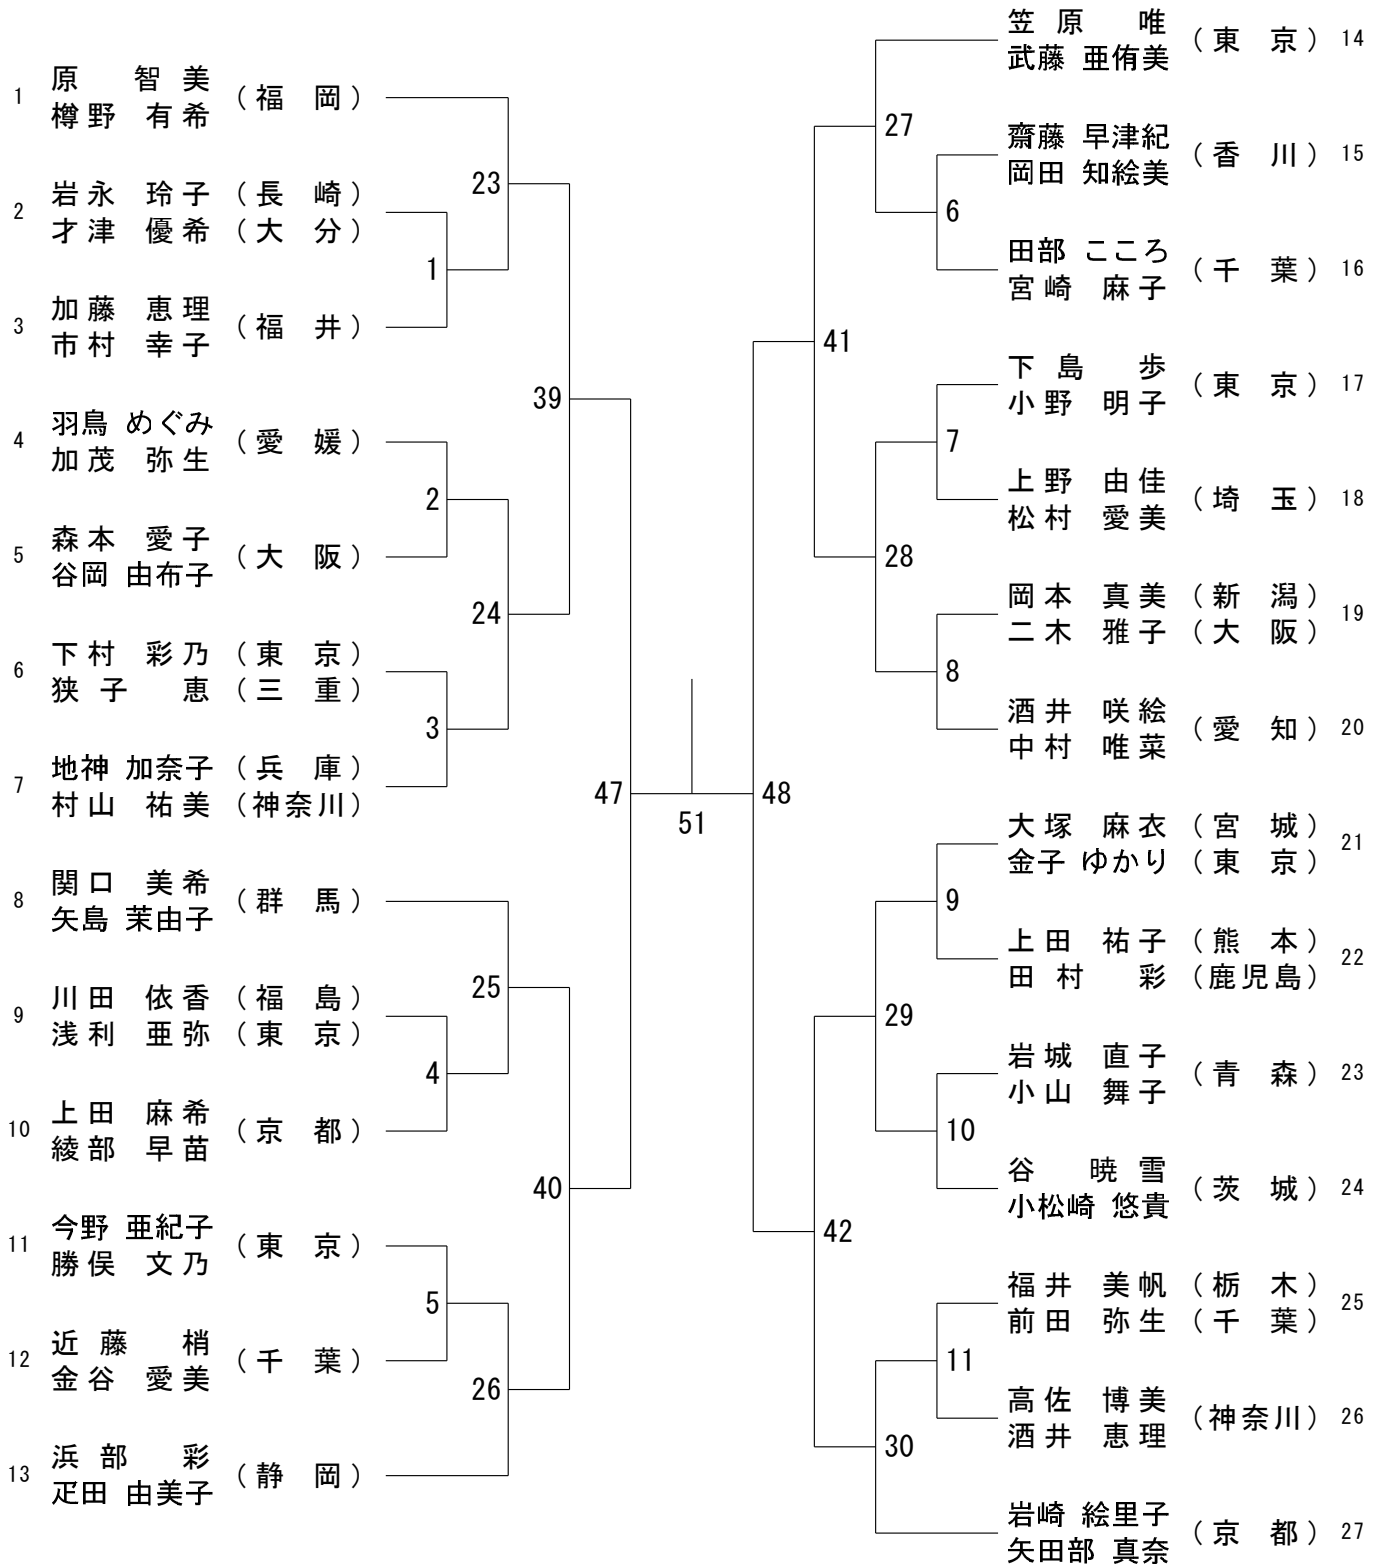 1 原 智美 (福岡)
樽野 有希
23
2 岩永 玲子 (長崎)
才津 優希 (大分)
1
3 加藤 恵理 (福井)
市村 幸子
39
4 羽鳥 めぐみ (愛媛)
加茂 弥生
2
5 森本 愛子 (大阪)
谷岡 由布子
24
6 下村 彩乃 (東京)
狭子 恵 (三重)
3
7 地神 加奈子 (兵庫)
村山 祐美 (神奈川)
47
8 関口 美希 (群馬)
矢島 茉由子
25
9 川田 依香 (福島)
浅利 亜弥 (東京)
4
10 上田 麻希 (京都)
綾部 早苗
40
11 今野 亜紀子 (東京)
勝俣 文乃
5
12 近藤 梢 (千葉)
金谷 愛美
26
13 浜部 彩 (静岡)
疋田 由美子
51
笠原 唯 (東京) 14
武藤 亜侑美
27
齋藤 早津紀 (香川) 15
岡田 知絵美
6
田部 こころ (千葉) 16
宮崎 麻子
41
下島 歩 (東京) 17
小野 明子
7
上野 由佳 (埼玉) 18
松村 愛美
28
岡本 真美 (新潟) 19
二木 雅子 (大阪)
8
酒井 咲絵 (愛知) 20
中村 唯菜
48
大塚 麻衣 (宮城) 21
金子 ゆかり (東京)
9
上田 祐子 (熊本) 22
田村 彩 (鹿児島)
29
岩城 直子 (青森) 23
小山 舞子
10
谷 暁雪 (茨城) 24
小松崎 悠貴
42
福井 美帆 (栃木) 25
前田 弥生 (千葉)
11
高佐 博美 (神奈川) 26
酒井 恵理
30
岩崎 絵里子 (京都) 27
矢田部 真奈